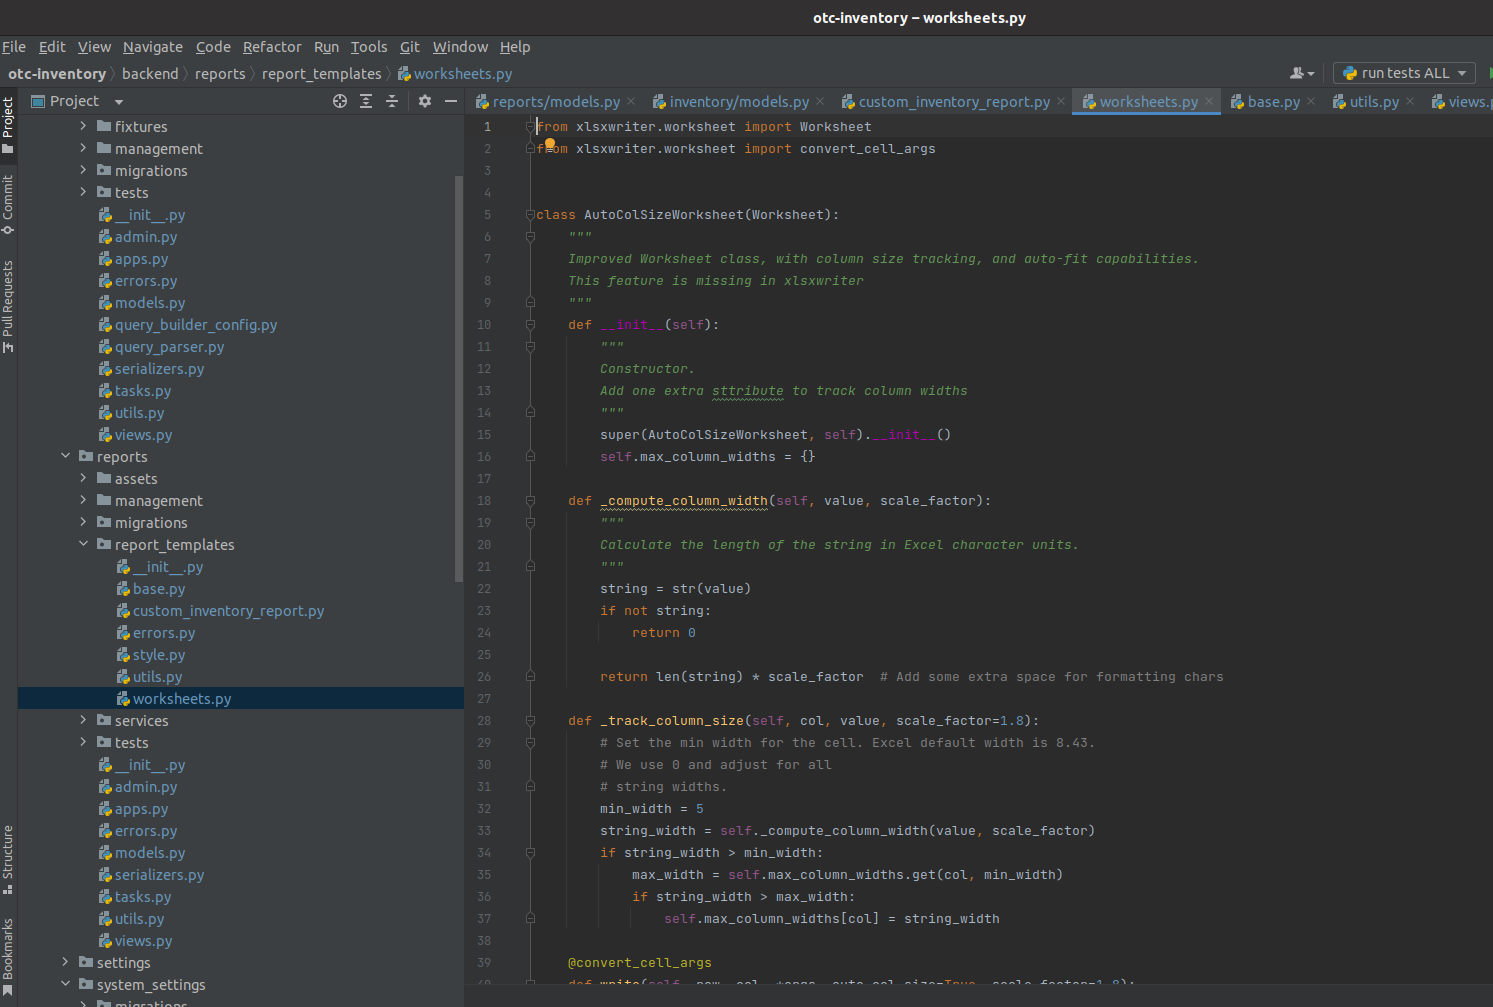 otc-inventory – worksheets.py
File Edit View Navigate Code Refactor Run Tools Git Window Help
otc-inventory backend reports report_templates worksheets.py
run tests ALL
Project
reports/models.py inventory/models.py custom_inventory_report.py worksheets.py base.py utils.py views.
Project
Commit
Pull Requests
Structure
Bookmarks
fixtures
management
migrations
tests
__init__.py
admin.py
apps.py
errors.py
models.py
query_builder_config.py
query_parser.py
serializers.py
tasks.py
utils.py
views.py
reports
assets
management
migrations
report_templates
__init__.py
base.py
custom_inventory_report.py
errors.py
style.py
utils.py
worksheets.py
services
tests
__init__.py
admin.py
apps.py
errors.py
models.py
serializers.py
tasks.py
utils.py
views.py
settings
system_settings
migrations
1 from xlsxwriter.worksheet import Worksheet
2 from xlsxwriter.worksheet import convert_cell_args
3
4
5 class AutoColSizeWorksheet(Worksheet):
6 """
7 Improved Worksheet class, with column size tracking, and auto-fit capabilities.
8 This feature is missing in xlsxwriter
9 """
10 def __init__(self):
11 """
12 Constructor.
13 Add one extra sttribute to track column widths
14 """
15 super(AutoColSizeWorksheet, self).__init__()
16 self.max_column_widths = {}
17
18 def _compute_column_width(self, value, scale_factor):
19 """
20 Calculate the length of the string in Excel character units.
21 """
22 string = str(value)
23 if not string:
24 return 0
25
26 return len(string) * scale_factor # Add some extra space for formatting chars
27
28 def _track_column_size(self, col, value, scale_factor=1.8):
29 # Set the min width for the cell. Excel default width is 8.43.
30 # We use 0 and adjust for all
31 # string widths.
32 min_width = 5
33 string_width = self._compute_column_width(value, scale_factor)
34 if string_width > min_width:
35 max_width = self.max_column_widths.get(col, min_width)
36 if string_width > max_width:
37 self.max_column_widths[col] = string_width
38
39 @convert_cell_args
40 def write(self, row, col, *args, auto_col_size=True, scale_factor=1.8):